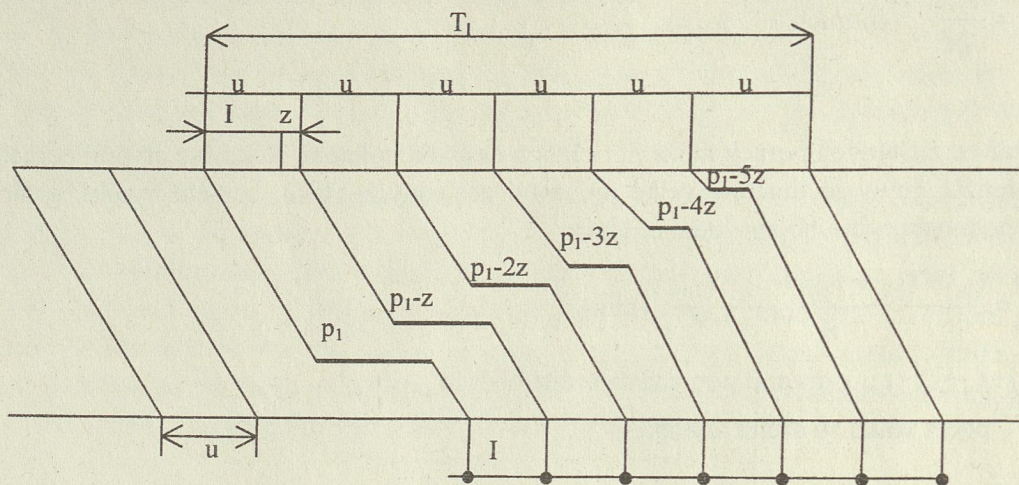 T₁
u u u u u u
I z
p₁-5z
p₁-4z
p₁-3z
p₁-2z
p₁-z
p₁
u I